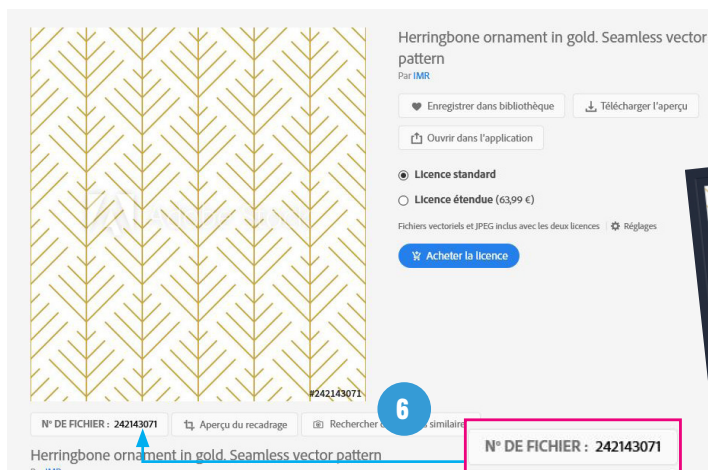 Herringbone ornament in gold. Seamless vector
pattern
Par IMR
Enregistrer dans bibliothèque
Télécharger l'aperçu
Ouvrir dans l'application
Licence standard
Licence étendue (63,99 €)
Fichiers vectoriels et JPEG inclus avec les deux licences
Réglages
Acheter la licence
Adobe Stock
#242143071
N° DE FICHIER : 242143071
Aperçu du recadrage
Rechercher similaire
6
N° DE FICHIER : 242143071
Herringbone ornament in gold. Seamless vector pattern